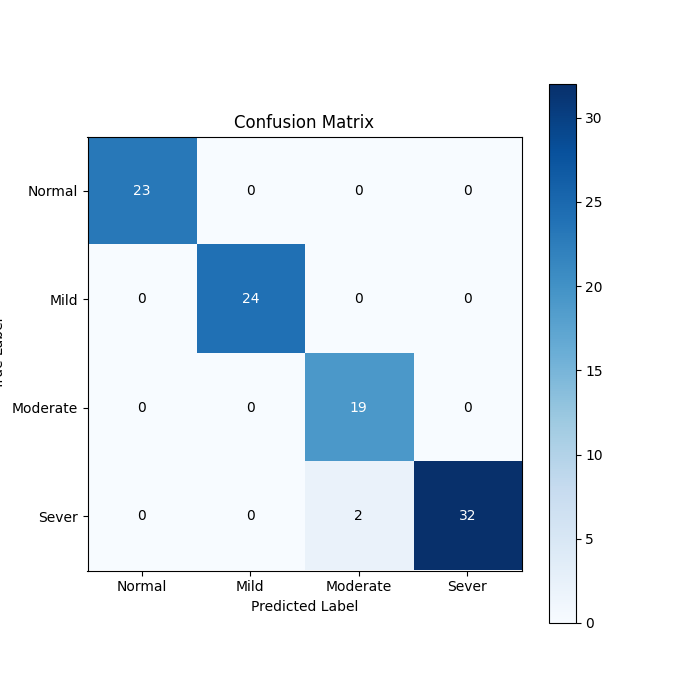 Confusion Matrix
Normal 23 0 0 0
Mild 0 24 0 0
Moderate 0 0 19 0
Sever 0 0 2 32
Normal Mild Moderate Sever
Predicted Label
30
25
20
15
10
5
0